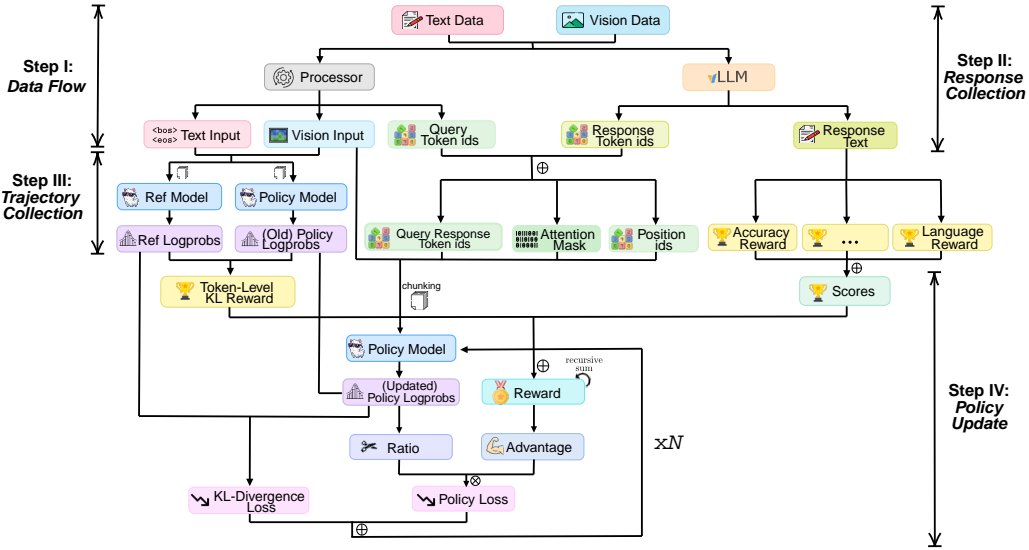 Text Data
Vision Data
Step I:
Data Flow
Step II:
Response
Collection
Processor
LLM
<bos>
<eos>
Text Input
Vision Input
Query
Token ids
Response
Token ids
Response
Text
Step III:
Trajectory
Collection
Ref Model
Policy Model
Ref Logprobs
(Old) Policy
Logprobs
Query Response
Token ids
Attention
Mask
Position
ids
Accuracy
Reward
...
Language
Reward
Token-Level
KL Reward
chunking
Scores
Policy Model
recursive
sum
(Updated)
Policy Logprobs
Reward
Step IV:
Policy
Update
Ratio
Advantage
xN
KL-Divergence
Loss
Policy Loss